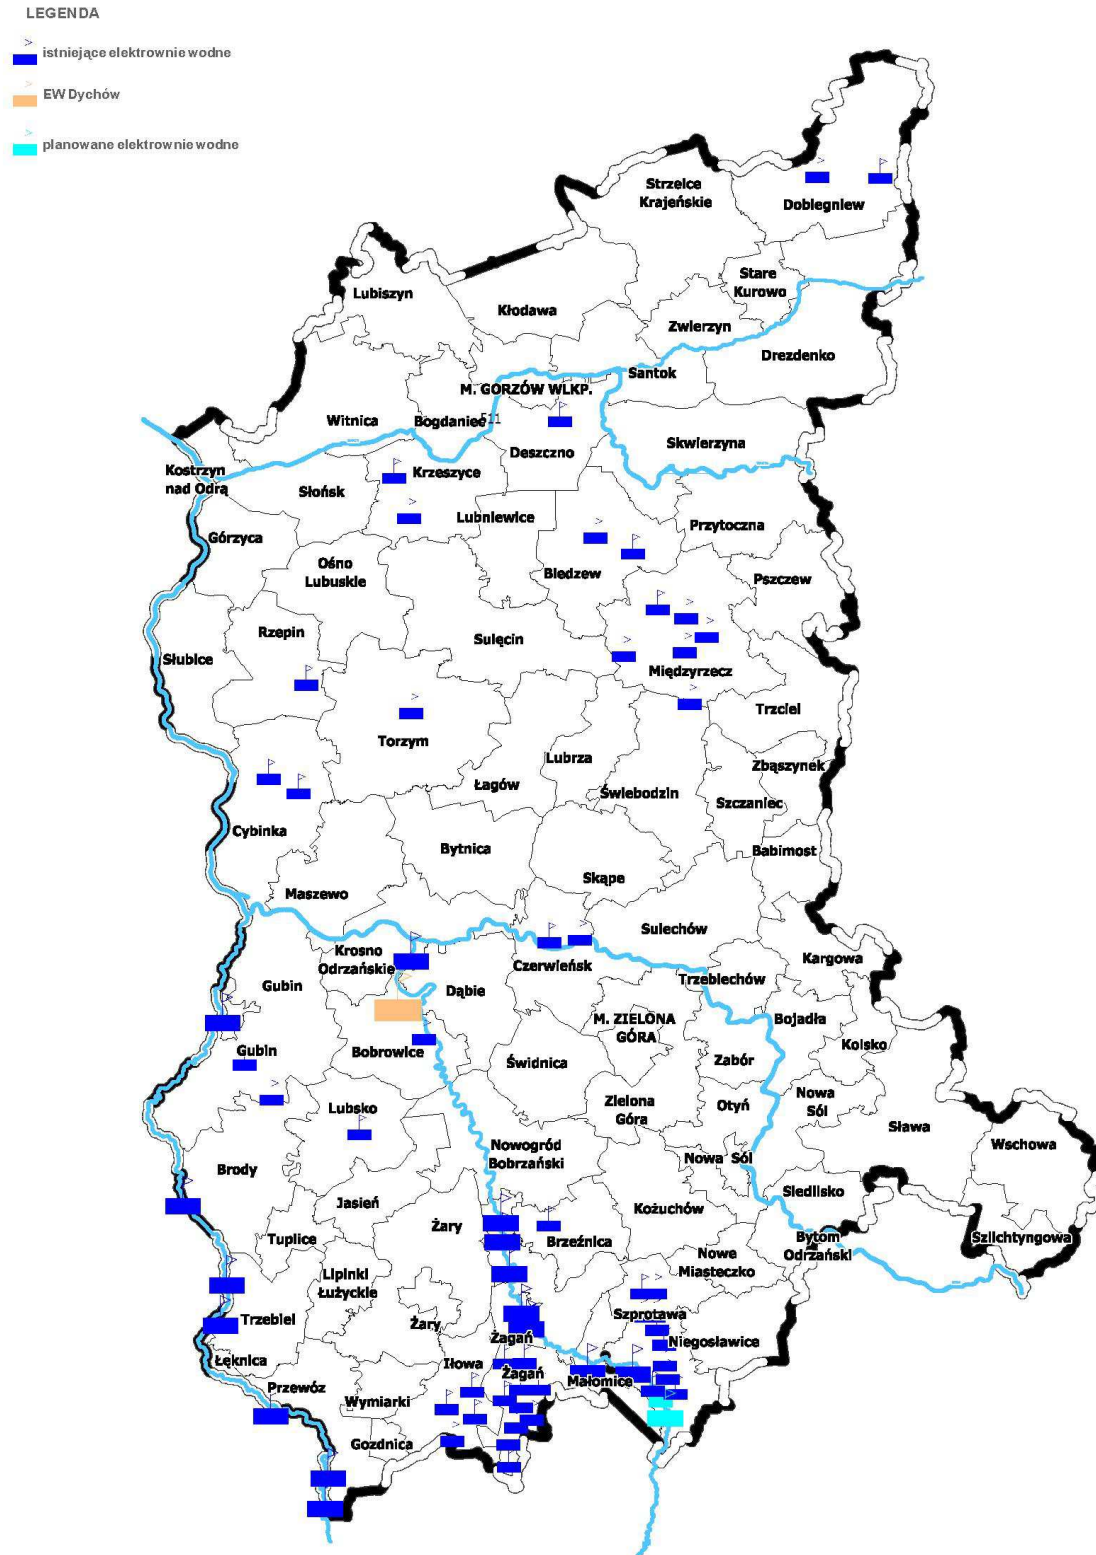 LEGENDA
istniejące elektrownie wodne
EW Dychów
planowane elektrownie wodne
Strzelce
Krajeńskie
Dobiegniew
Stare
Kurowo
Lubiszyn
Kłodawa
Zwierzyn
Drezdenko
Santok
M. GORZÓW WLKP.
Witnica
Bogdaniec
511
Deszczno
Skwierzyna
Kostrzyn
nad Odrą
Krzeszyce
Słońsk
Lubniewice
Przytoczna
Górzyca
Ośno
Lubuskie
Bledzew
Pszczew
Rzepin
Sulęcin
Słubice
Międzyrzecz
Trzciel
Torzym
Lubrza
Zbąszynek
Łagów
Świebodzin
Szczaniec
Cybinka
Bytnica
Babimost
Skąpe
Maszewo
Sulechów
Krosno
Odrzańskie
Czerwieńsk
Kargowa
Trzebiechów
Gubin
Dąbie
M. ZIELONA
GÓRA
Bojadła
Kolsko
Gubin
Bobrowice
Świdnica
Zabór
Lubsko
Zielona
Góra
Otyń
Nowa
Sól
Sława
Wschowa
Nowogród
Bobrzański
Nowa Sól
Brody
Siedlisko
Jasień
Żary
Kożuchów
Tuplice
Brzeźnica
Bytom
Odrzański
Szlichtyngowa
Nowe
Miasteczko
Lipinki
Łużyckie
Trzebiel
Żary
Szprotawa
Żagań
Niegosławice
Łęknica
Iłowa
Żagań
Małomice
Przewóz
Wymiarki
Gozdnica